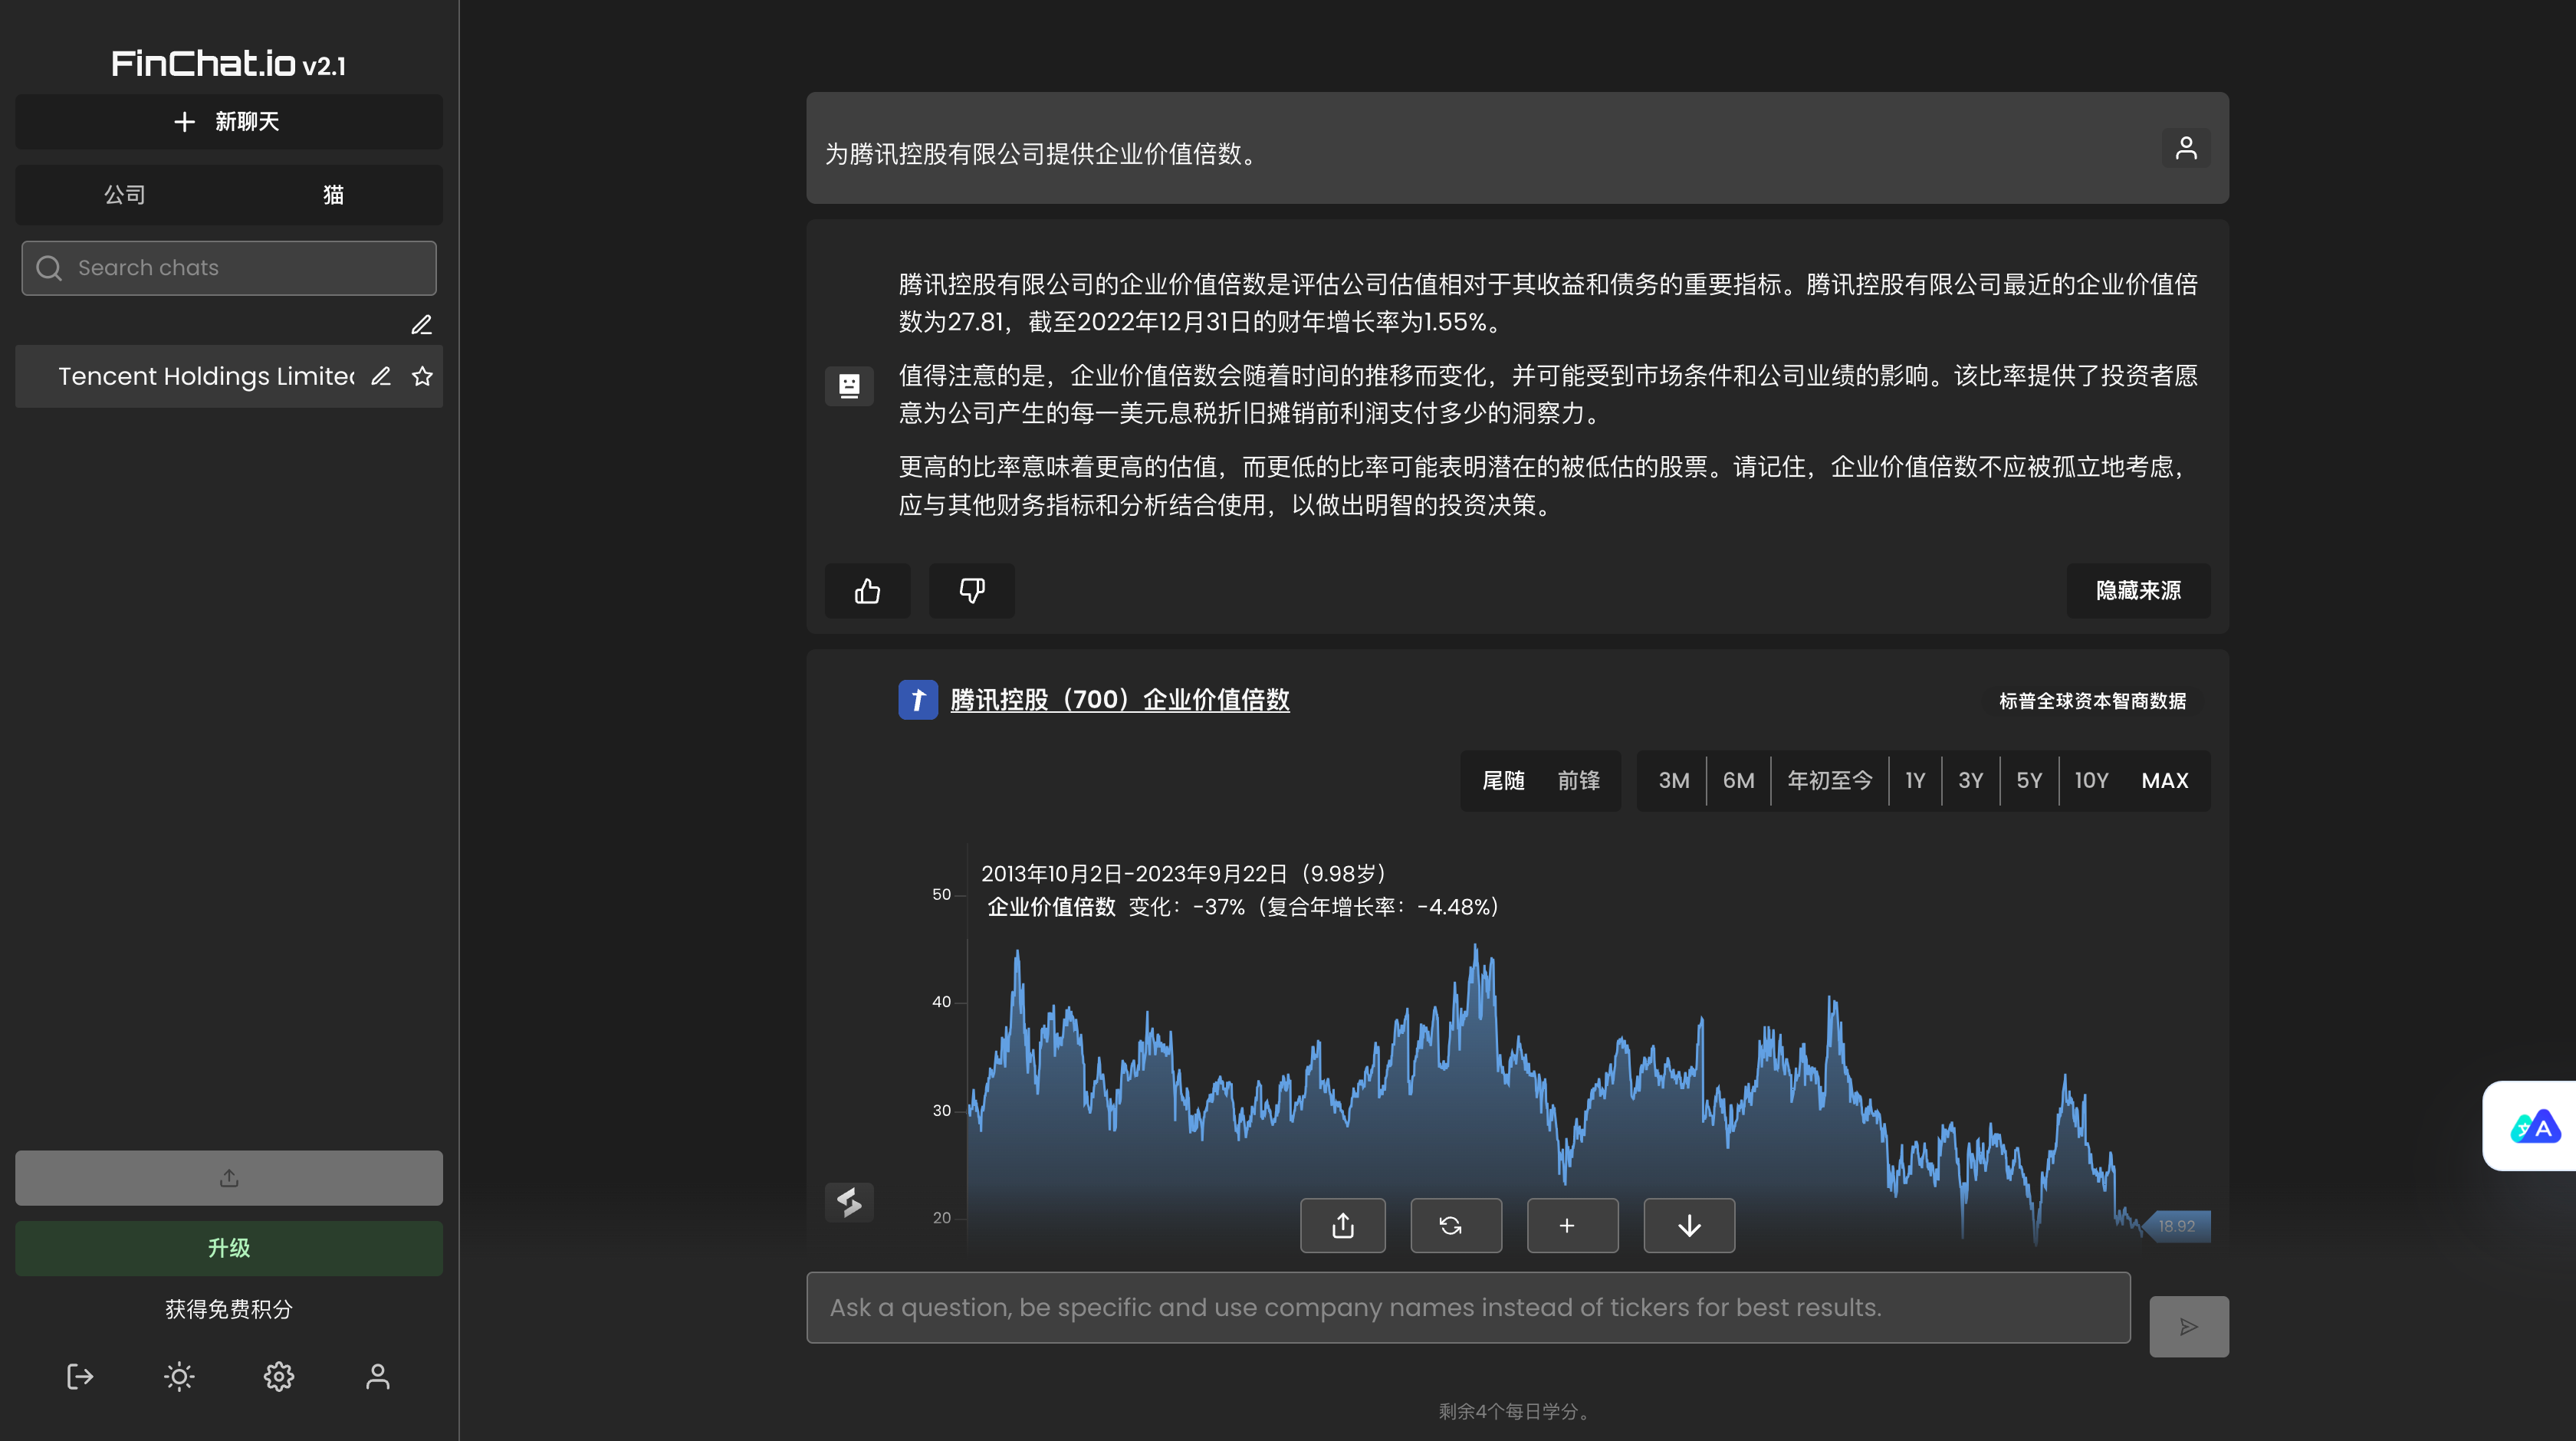 FinChat.io v2.1
新聊天
公司
猫
Search chats
Tencent Holdings Limited
升级
获得免费积分
为腾讯控股有限公司提供企业价值倍数。
腾讯控股有限公司的企业价值倍数是评估公司估值相对于其收益和债务的重要指标。腾讯控股有限公司最近的企业价值倍
数为27.81，截至2022年12月31日的财年增长率为1.55%。
值得注意的是，企业价值倍数会随着时间的推移而变化，并可能受到市场条件和公司业绩的影响。该比率提供了投资者愿
意为公司产生的每一美元息税折旧摊销前利润支付多少的洞察力。
更高的比率意味着更高的估值，而更低的比率可能表明潜在的被低估的股票。请记住，企业价值倍数不应被孤立地考虑，
应与其他财务指标和分析结合使用，以做出明智的投资决策。
隐藏来源
腾讯控股（700）企业价值倍数
标普全球资本智商数据
尾随 前锋 3M 6M 年初至今 1Y 3Y 5Y 10Y MAX
2013年10月2日-2023年9月22日（9.98岁）
企业价值倍数 变化：-37%（复合年增长率：-4.48%）
50
40
30
20
18.92
Ask a question, be specific and use company names instead of tickers for best results.
剩余4个每日学分。